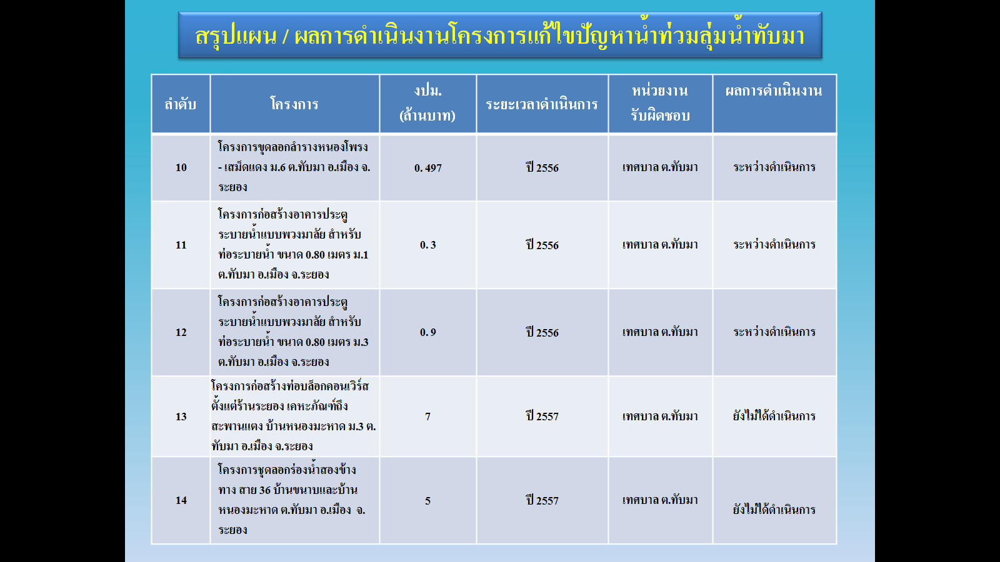 สรุปแผน / ผลการดำเนินงานโครงการแก้ไขปัญหาน้ำท่วมลุ่มน้ำทับมา
ลำดับ
โครงการ
งปม.
(ล้านบาท)
ระยะเวลาดำเนินการ
หน่วยงาน
รับผิดชอบ
ผลการดำเนินงาน
10
โครงการขุดลอกลำรางหนองโพรง
- เสม็ดแดง ม.6 ต.ทับมา อ.เมือง จ.
ระยอง
0. 497
ปี 2556
เทศบาล ต.ทับมา
ระหว่างดำเนินการ
11
โครงการก่อสร้างอาคารประตู
ระบายน้ำแบบพวงมาลัย สำหรับ
ท่อระบายน้ำ ขนาด 0.80 เมตร ม.1
ต.ทับมา อ.เมือง จ.ระยอง
0. 3
ปี 2556
เทศบาล ต.ทับมา
ระหว่างดำเนินการ
12
โครงการก่อสร้างอาคารประตู
ระบายน้ำแบบพวงมาลัย สำหรับ
ท่อระบายน้ำ ขนาด 0.80 เมตร ม.3
ต.ทับมา อ.เมือง จ.ระยอง
0. 9
ปี 2556
เทศบาล ต.ทับมา
ระหว่างดำเนินการ
13
โครงการก่อสร้างท่อบล็อกคอนเวิร์ส
ตั้งแต่ร้านระยอง เคหะภัณฑ์ถึง
สะพานแตง บ้านหนองมะหาด ม.3 ต.
ทับมา อ.เมือง จ.ระยอง
7
ปี 2557
เทศบาล ต.ทับมา
ยังไม่ได้ดำเนินการ
14
โครงการชุดลอกร่องน้ำสองข้าง
ทาง สาย 36 บ้านขนาบและบ้าน
หนองมะหาด ต.ทับมา อ.เมือง จ.
ระยอง
5
ปี 2557
เทศบาล ต.ทับมา
ยังไม่ได้ดำเนินการ